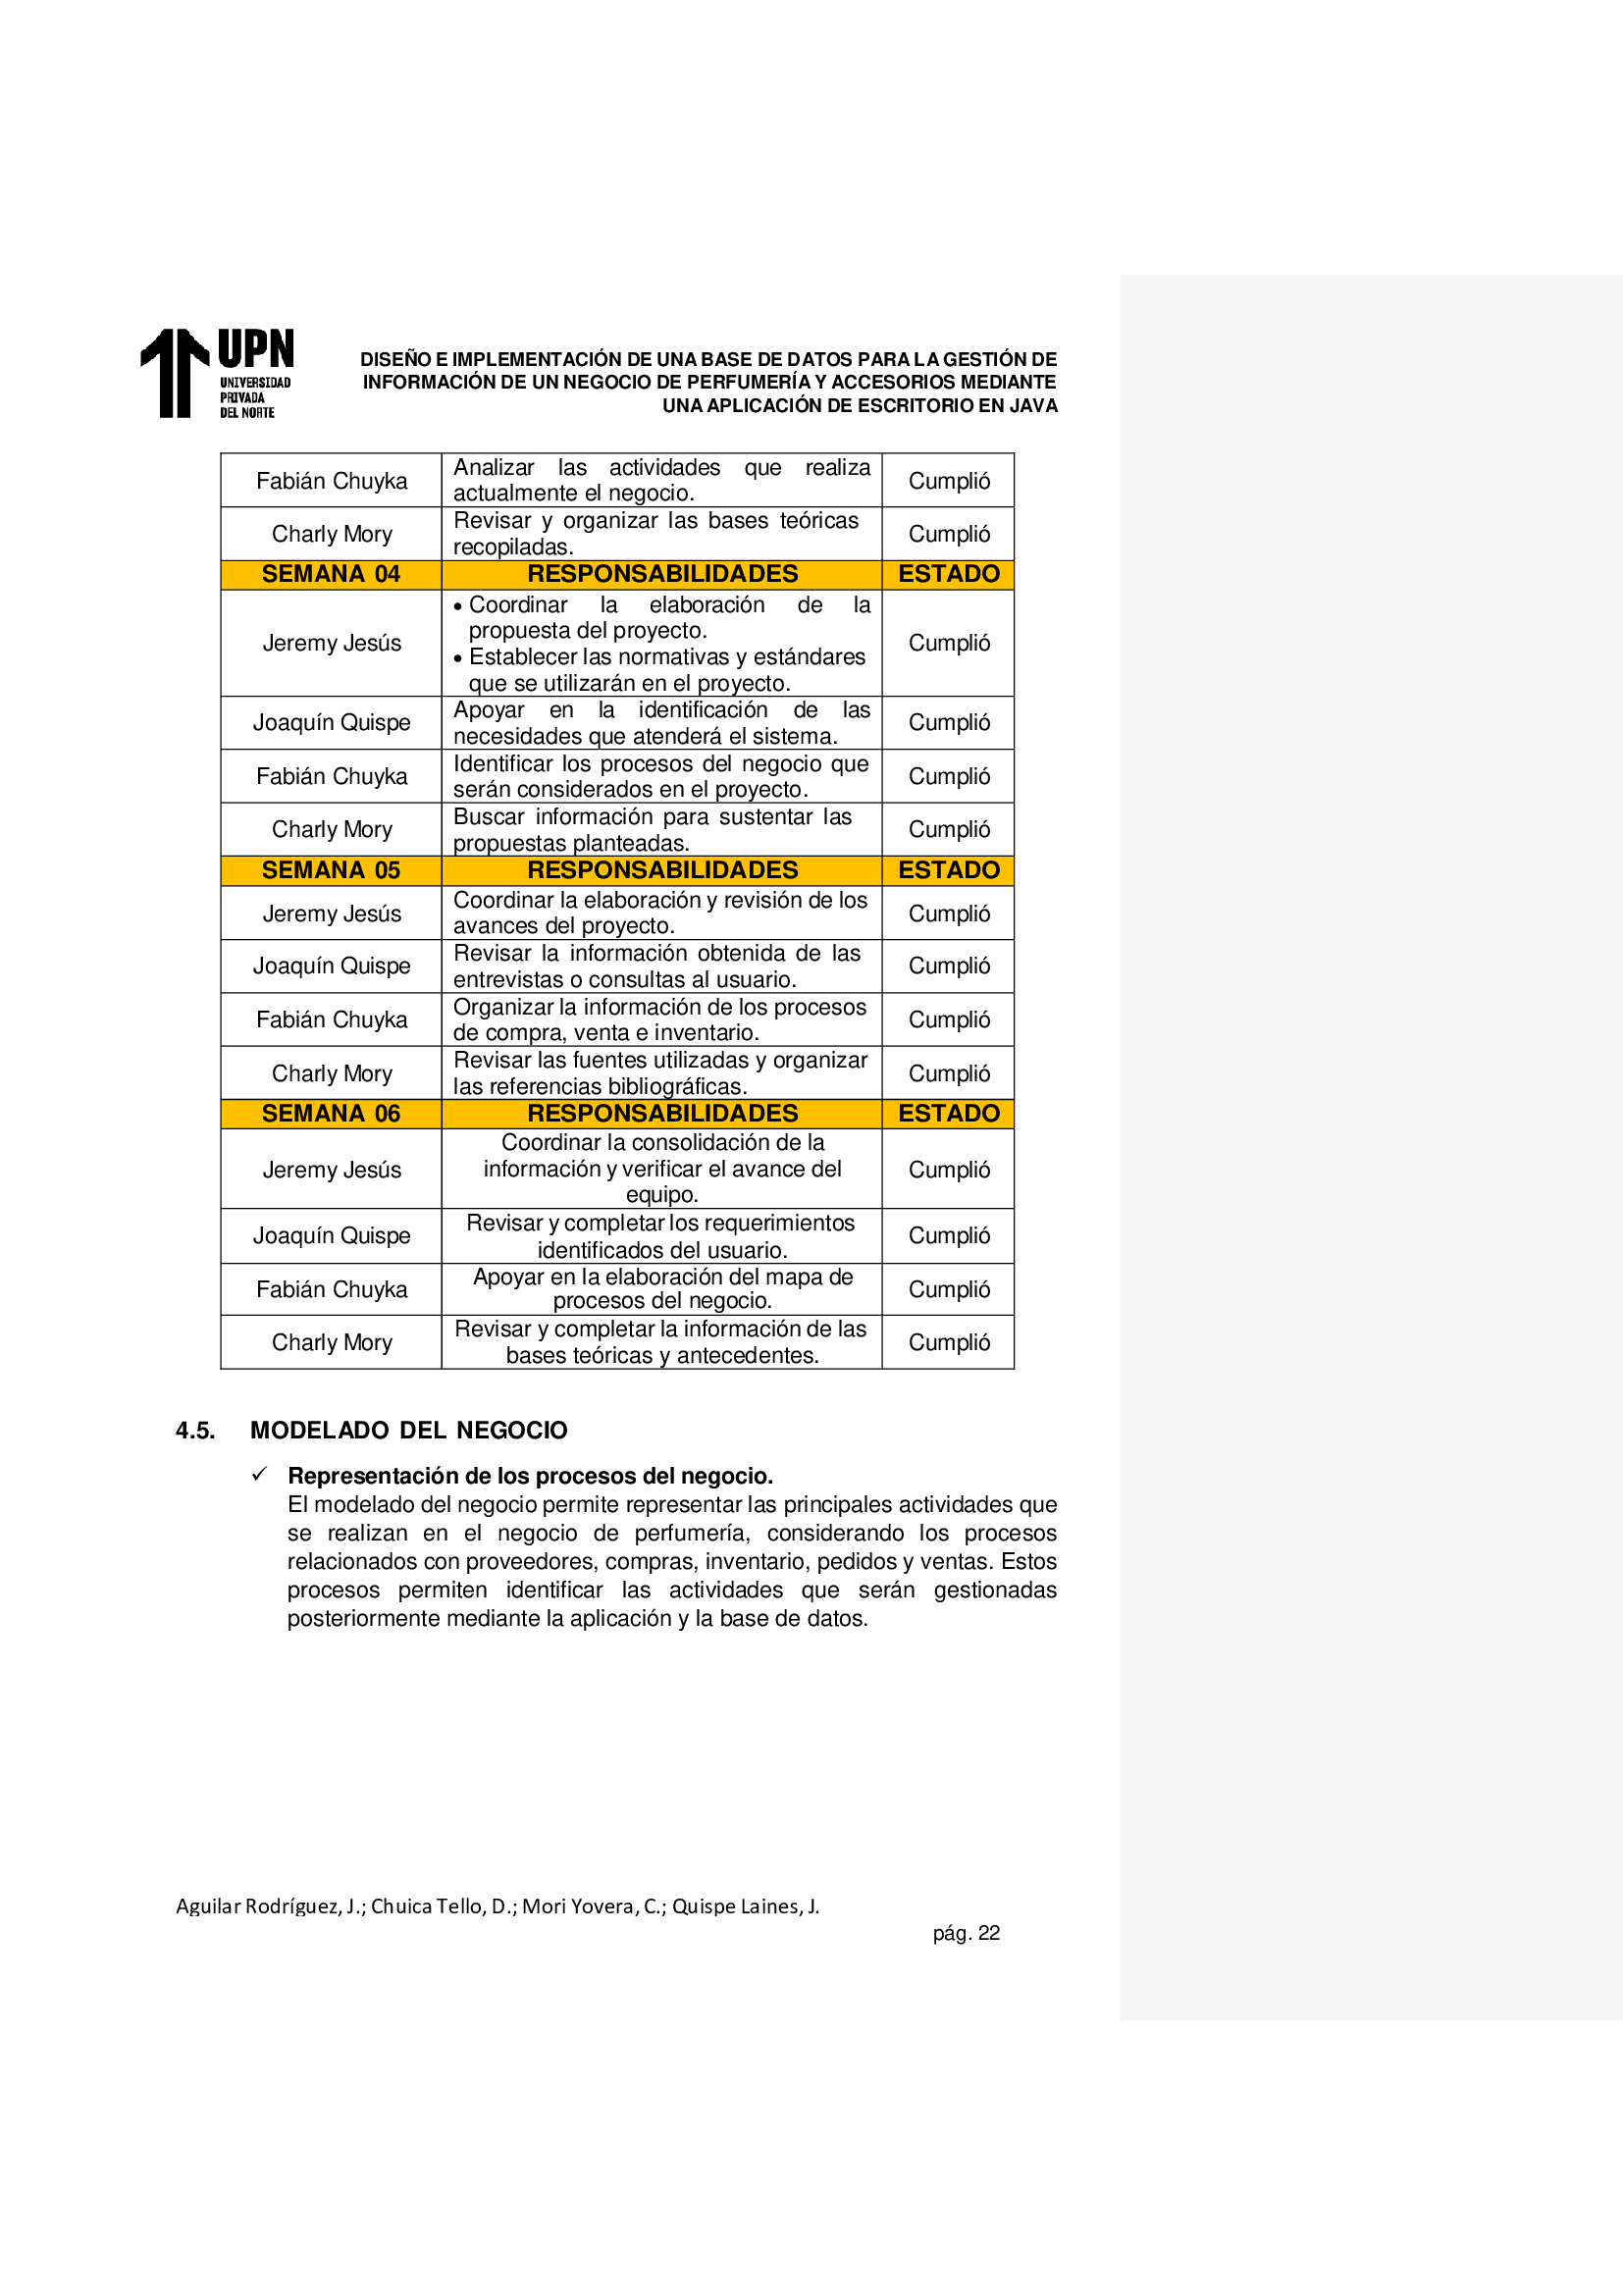 UPN
UNIVERSIDAD
PRIVADA
DEL NORTE
DISEÑO E IMPLEMENTACIÓN DE UNA BASE DE DATOS PARA LA GESTIÓN DE
INFORMACIÓN DE UN NEGOCIO DE PERFUMERÍA Y ACCESORIOS MEDIANTE
UNA APLICACIÓN DE ESCRITORIO EN JAVA
Fabián Chuyka
Analizar las actividades que realiza
actualmente el negocio.
Cumplió
Charly Mory
Revisar y organizar las bases teóricas
recopiladas.
Cumplió
SEMANA 04 RESPONSABILIDADES ESTADO
Jeremy Jesús
• Coordinar la elaboración de la
propuesta del proyecto.
• Establecer las normativas y estándares
que se utilizarán en el proyecto.
Cumplió
Joaquín Quispe
Apoyar en la identificación de las
necesidades que atenderá el sistema.
Cumplió
Fabián Chuyka
Identificar los procesos del negocio que
serán considerados en el proyecto.
Cumplió
Charly Mory
Buscar información para sustentar las
propuestas planteadas.
Cumplió
SEMANA 05 RESPONSABILIDADES ESTADO
Jeremy Jesús
Coordinar la elaboración y revisión de los
avances del proyecto.
Cumplió
Joaquín Quispe
Revisar la información obtenida de las
entrevistas o consultas al usuario.
Cumplió
Fabián Chuyka
Organizar la información de los procesos
de compra, venta e inventario.
Cumplió
Charly Mory
Revisar las fuentes utilizadas y organizar
las referencias bibliográficas.
Cumplió
SEMANA 06 RESPONSABILIDADES ESTADO
Jeremy Jesús
Coordinar la consolidación de la
información y verificar el avance del
equipo.
Cumplió
Joaquín Quispe
Revisar y completar los requerimientos
identificados del usuario.
Cumplió
Fabián Chuyka
Apoyar en la elaboración del mapa de
procesos del negocio.
Cumplió
Charly Mory
Revisar y completar la información de las
bases teóricas y antecedentes.
Cumplió
4.5. MODELADO DEL NEGOCIO
✓ Representación de los procesos del negocio.
El modelado del negocio permite representar las principales actividades que
se realizan en el negocio de perfumería, considerando los procesos
relacionados con proveedores, compras, inventario, pedidos y ventas. Estos
procesos permiten identificar las actividades que serán gestionadas
posteriormente mediante la aplicación y la base de datos.
Aguilar Rodríguez, J.; Chuica Tello, D.; Mori Yovera, C.; Quispe Laines, J.
pág. 22